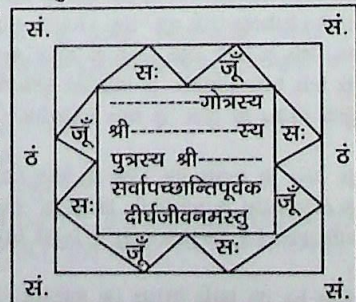 सं. सं.
सः जूँ
------------गोत्रस्य
जूँ श्री------------स्य सः
ठं पुत्रस्य श्री------- ठं
सः सर्वापच्छान्तिपूर्वक जूँ
दीर्घजीवनमस्तु
जूँ सः
सं. सं.